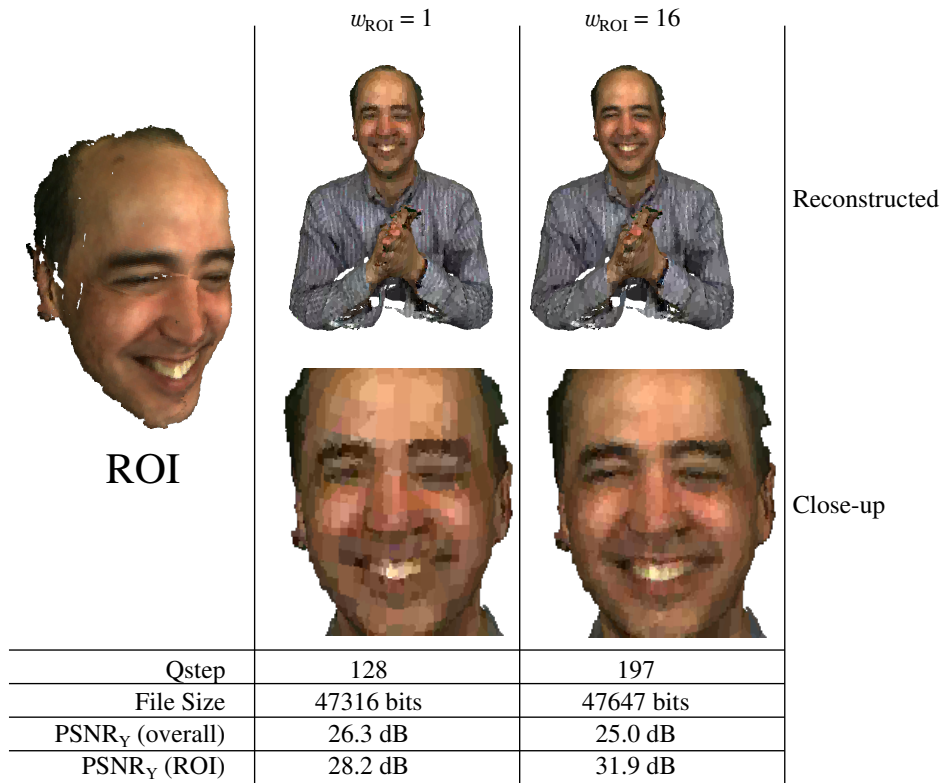 w_ROI = 1 w_ROI = 16
Reconstructed
ROI
Close-up
Qstep 128 197
File Size 47316 bits 47647 bits
PSNR_Y (overall) 26.3 dB 25.0 dB
PSNR_Y (ROI) 28.2 dB 31.9 dB